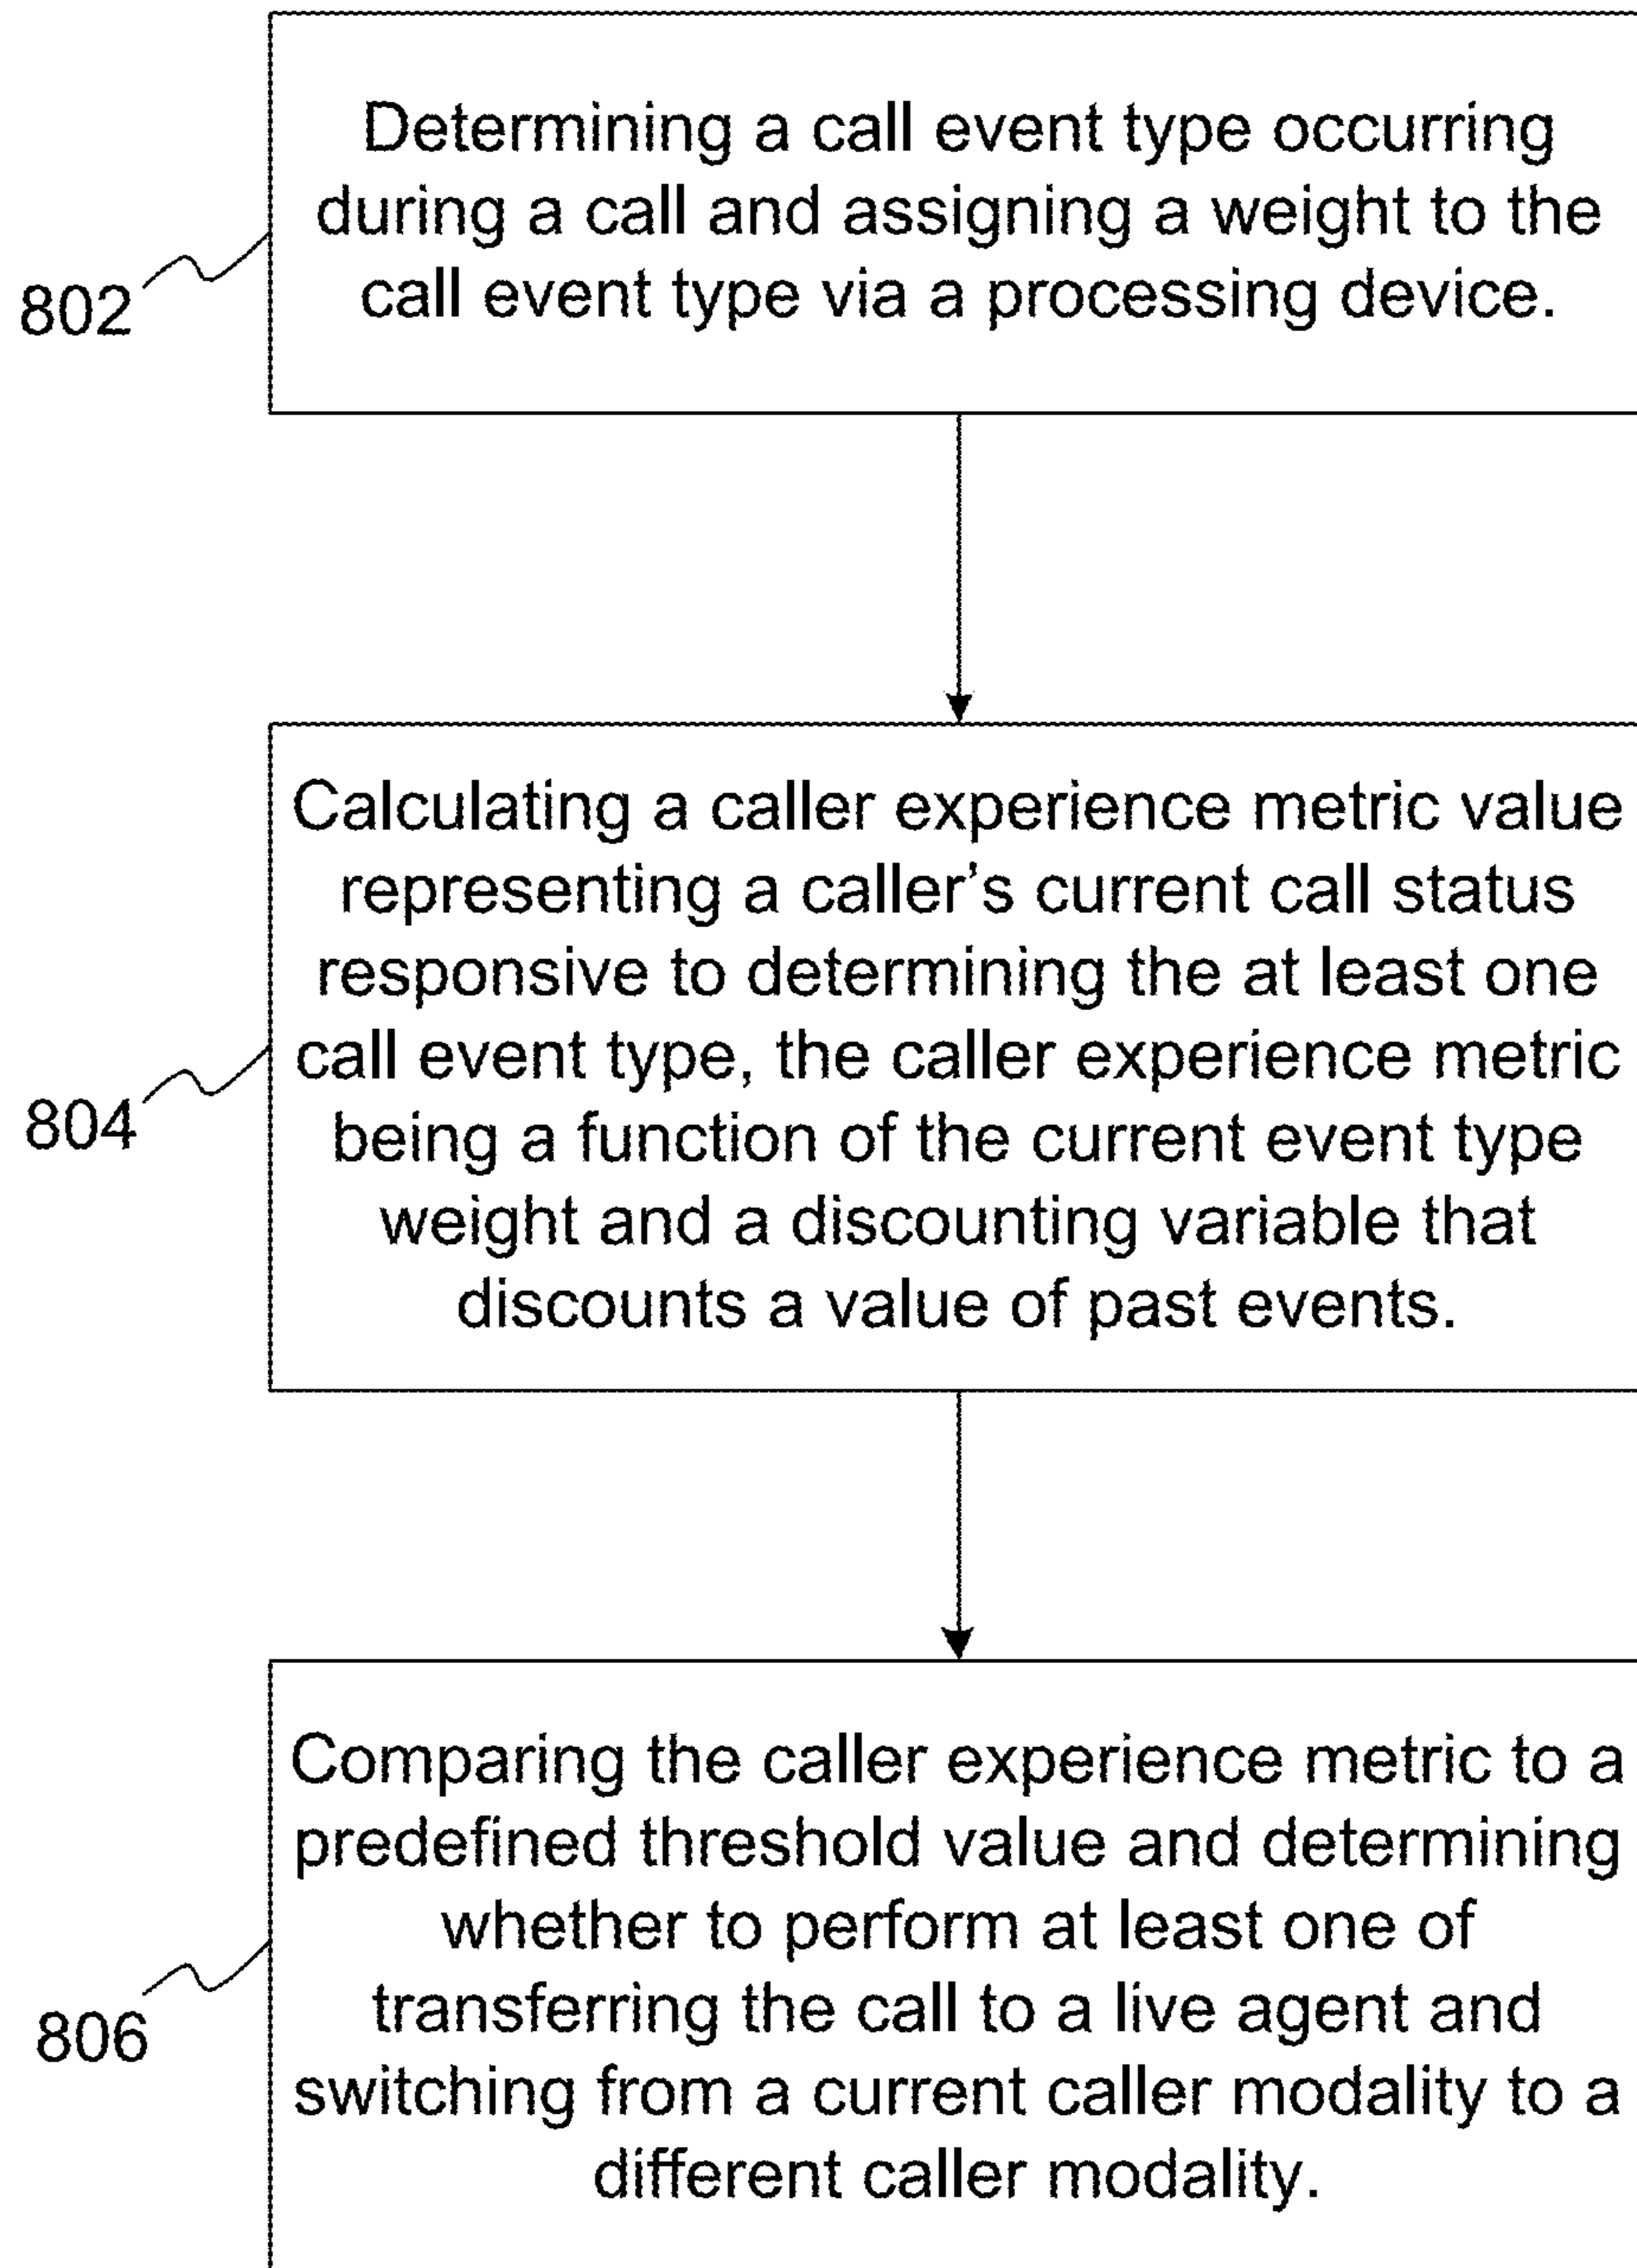 Determining a call event type occurring
during a call and assigning a weight to the
call event type via a processing device.
802
Calculating a caller experience metric value
representing a caller's current call status
responsive to determining the at least one
call event type, the caller experience metric
being a function of the current event type
weight and a discounting variable that
discounts a value of past events.
804
Comparing the caller experience metric to a
predefined threshold value and determining
whether to perform at least one of
transferring the call to a live agent and
switching from a current caller modality to a
different caller modality.
806